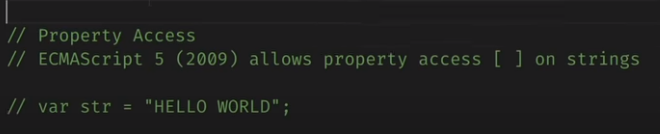 // Property Access
// ECMAScript 5 (2009) allows property access [ ] on strings
// var str = "HELLO WORLD";